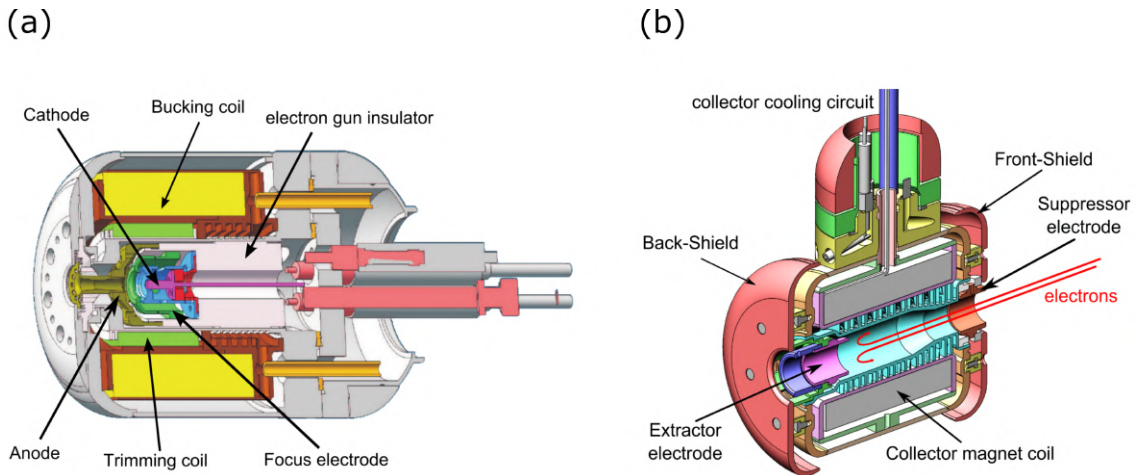 (a)
Bucking coil
Cathode
electron gun insulator
Anode
Trimming coil
Focus electrode
(b)
collector cooling circuit
Front-Shield
Suppressor
electrode
Back-Shield
electrons
Extractor
electrode
Collector magnet coil